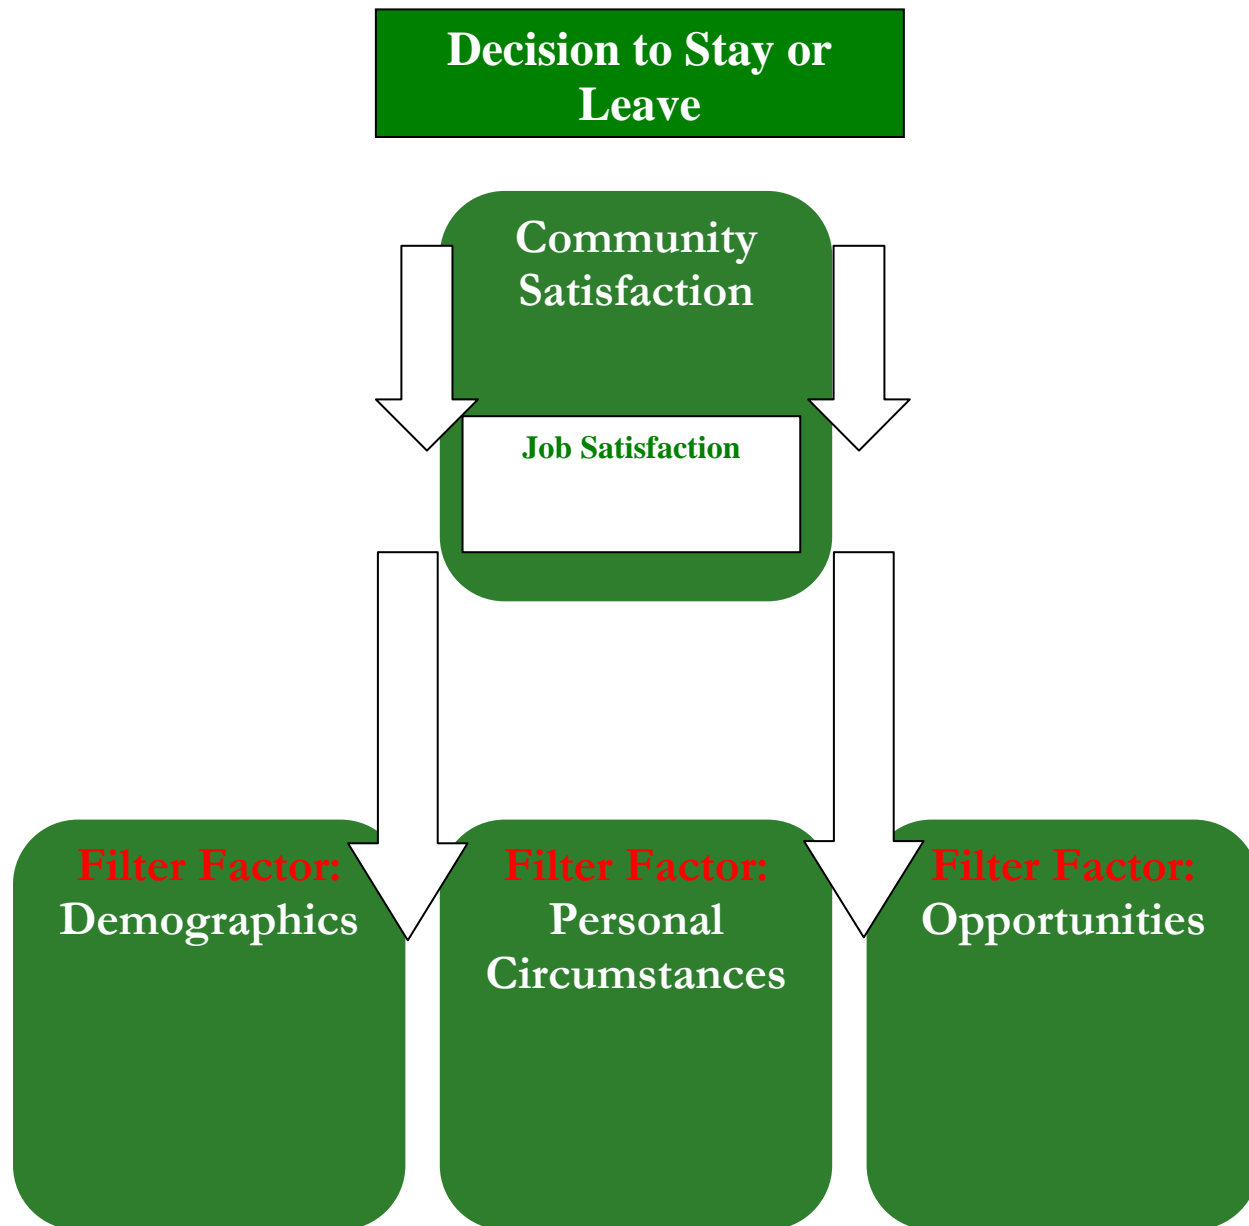 Decision to Stay or
Leave
Community
Satisfaction
Job Satisfaction
Filter Factor:
Demographics
Filter Factor:
Personal
Circumstances
Filter Factor:
Opportunities